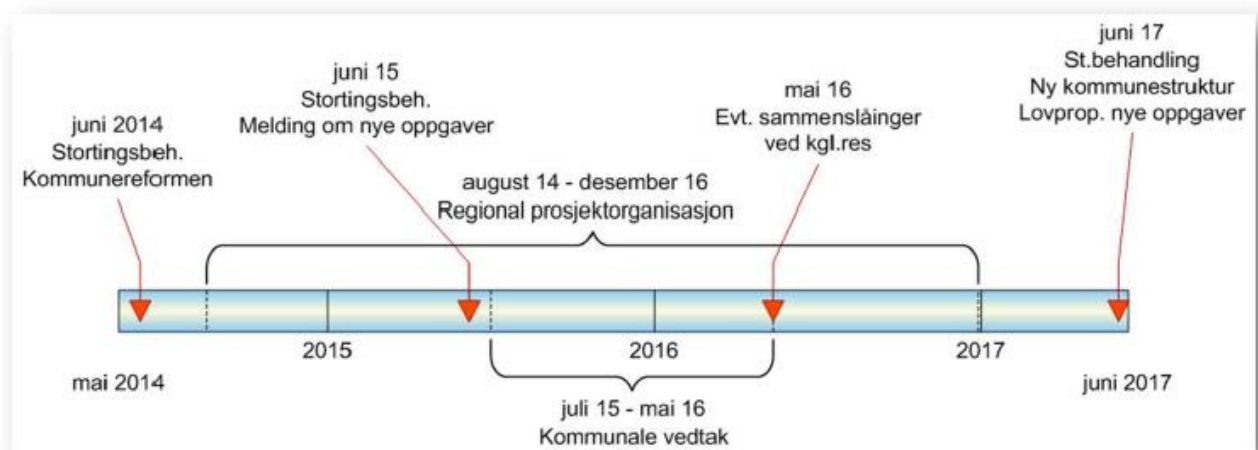 juni 2014
Stortingsbeh.
Kommunereformen
juni 15
Stortingsbeh.
Melding om nye oppgaver
august 14 - desember 16
Regional prosjektorganisasjon
mai 16
Evt. sammenslåinger
ved kgl.res
juni 17
St.behandling
Ny kommunestruktur
Lovprop. nye oppgaver
2015
2016
2017
mai 2014
juni 2017
juli 15 - mai 16
Kommunale vedtak